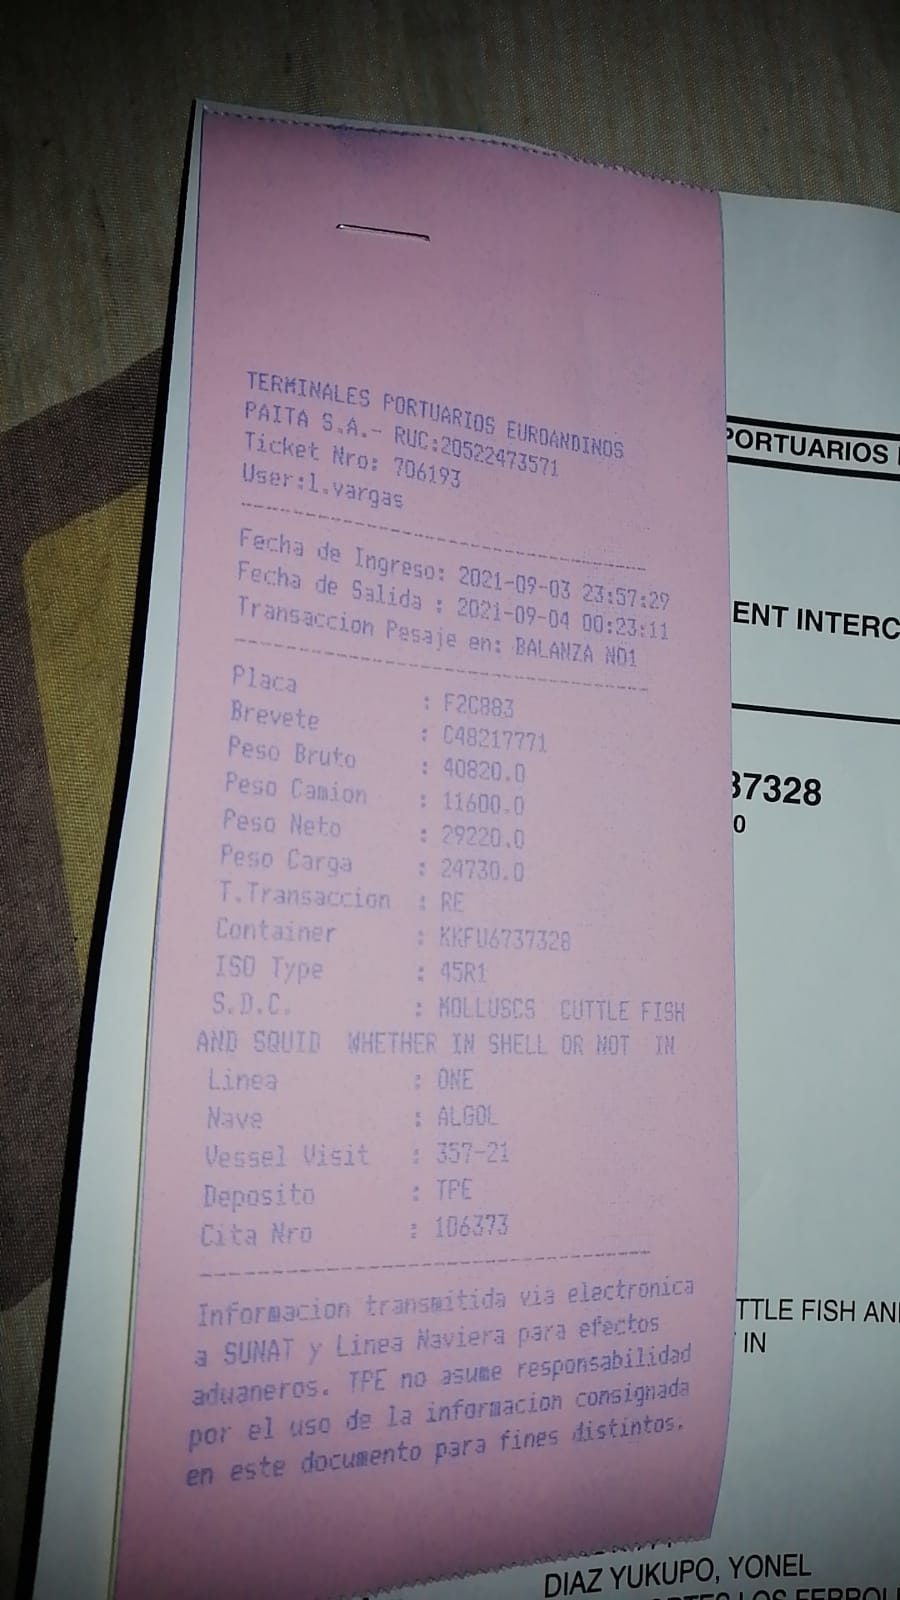 TERMINALES PORTUARIOS EUROANDINOS
PAITA S.A.- RUC:20522473571
Ticket Nro: 706193
User:l.vargas
Fecha de Ingreso: 2021-09-03 23:57:29
Fecha de Salida : 2021-09-04 00:23:11
Transaccion Pesaje en: BALANZA NO1
Placa : F2C883
Brevete : C48217771
Peso Bruto : 40820.0
Peso Camion : 11600.0
Peso Neto : 29220.0
Peso Carga : 24730.0
T.Transaccion : RE
Container : KKFU6737328
ISO Type : 45R1
S.D.C. : MOLLUSCS CUTTLE FISH
AND SQUID WHETHER IN SHELL OR NOT IN
Linea : ONE
Nave : ALGOL
Vessel Visit : 357-21
Deposito : TPE
Cita Nro : 106373
Informacion transmitida via electronica
a SUNAT y Linea Naviera para efectos
aduaneros. TPE no asume responsabilidad
por el uso de la informacion consignada
en este documento para fines distintos.
PORTUARIOS
ENT INTERC
37328
0
TTLE FISH AN
IN
DIAZ YUKUPO, YONEL